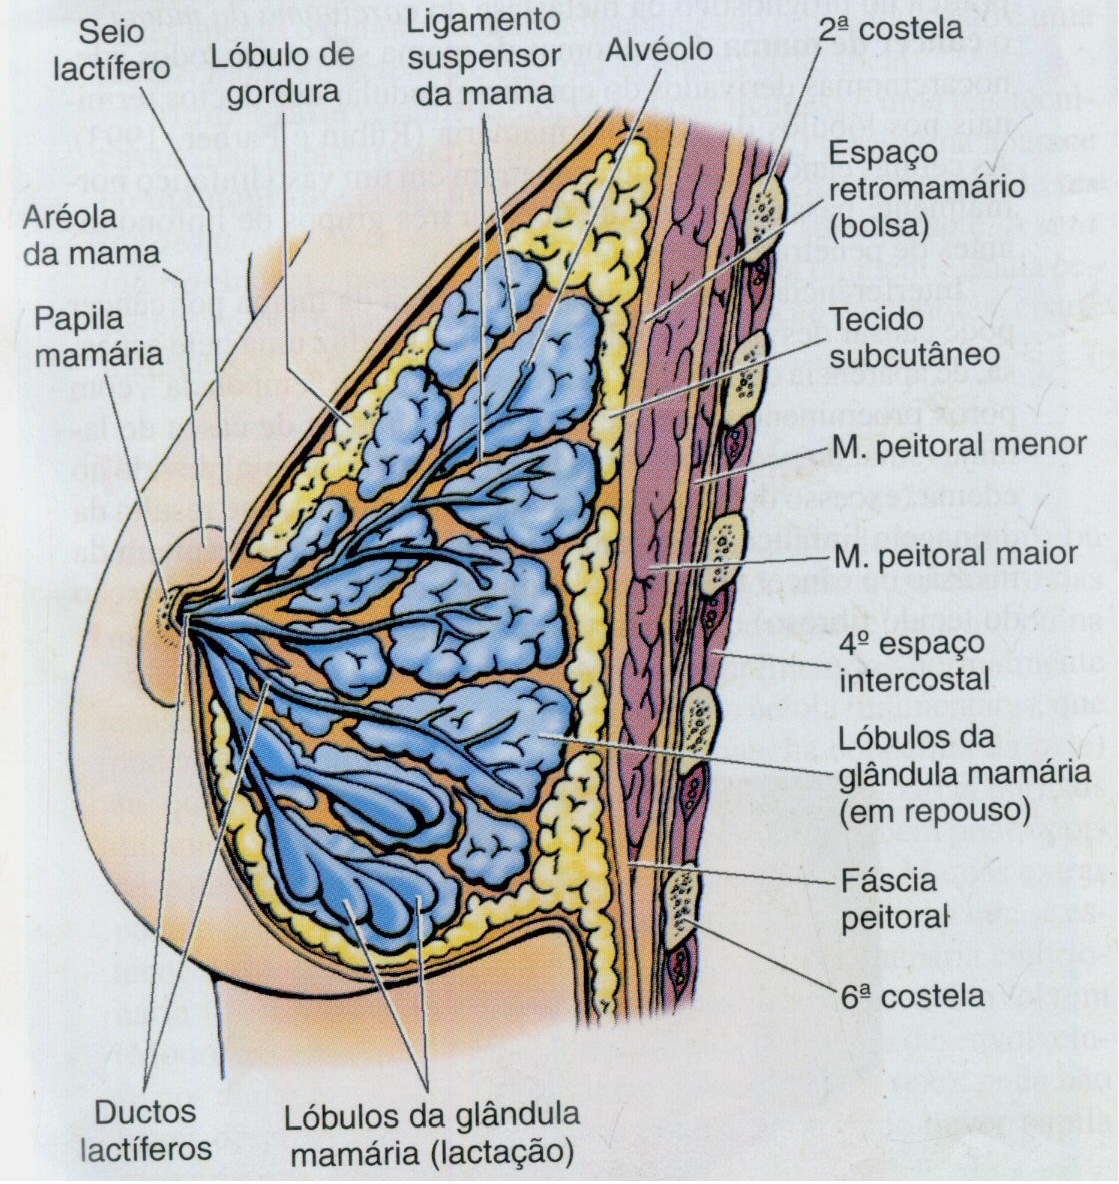 Seio
lactífero
Lóbulo de
gordura
Ligamento
suspensor
da mama
Alvéolo
2ª costela
Espaço
retromamário
(bolsa)
Aréola
da mama
Papila
mamária
Tecido
subcutâneo
M. peitoral menor
M. peitoral maior
4º espaço
intercostal
Lóbulos da
glândula mamária
(em repouso)
Fáscia
peitoral
6ª costela
Ductos
lactíferos
Lóbulos da glândula
mamária (lactação)